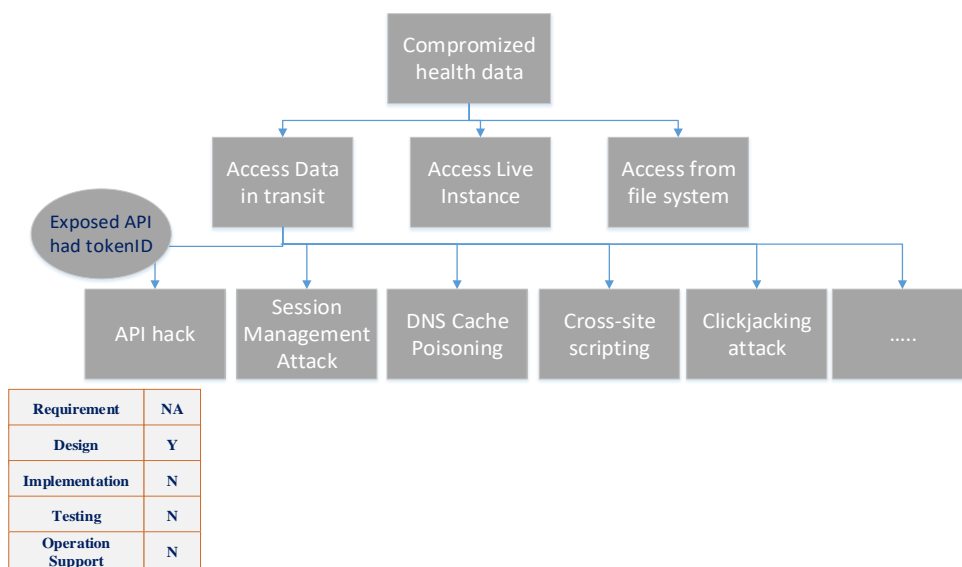 Compromized
health data
Access Data
in transit
Access Live
Instance
Access from
file system
Exposed API
had tokenID
API hack
Session
Management
Attack
DNS Cache
Poisoning
Cross-site
scripting
Clickjacking
attack
.....
Requirement NA
Design Y
Implementation N
Testing N
Operation
Support N